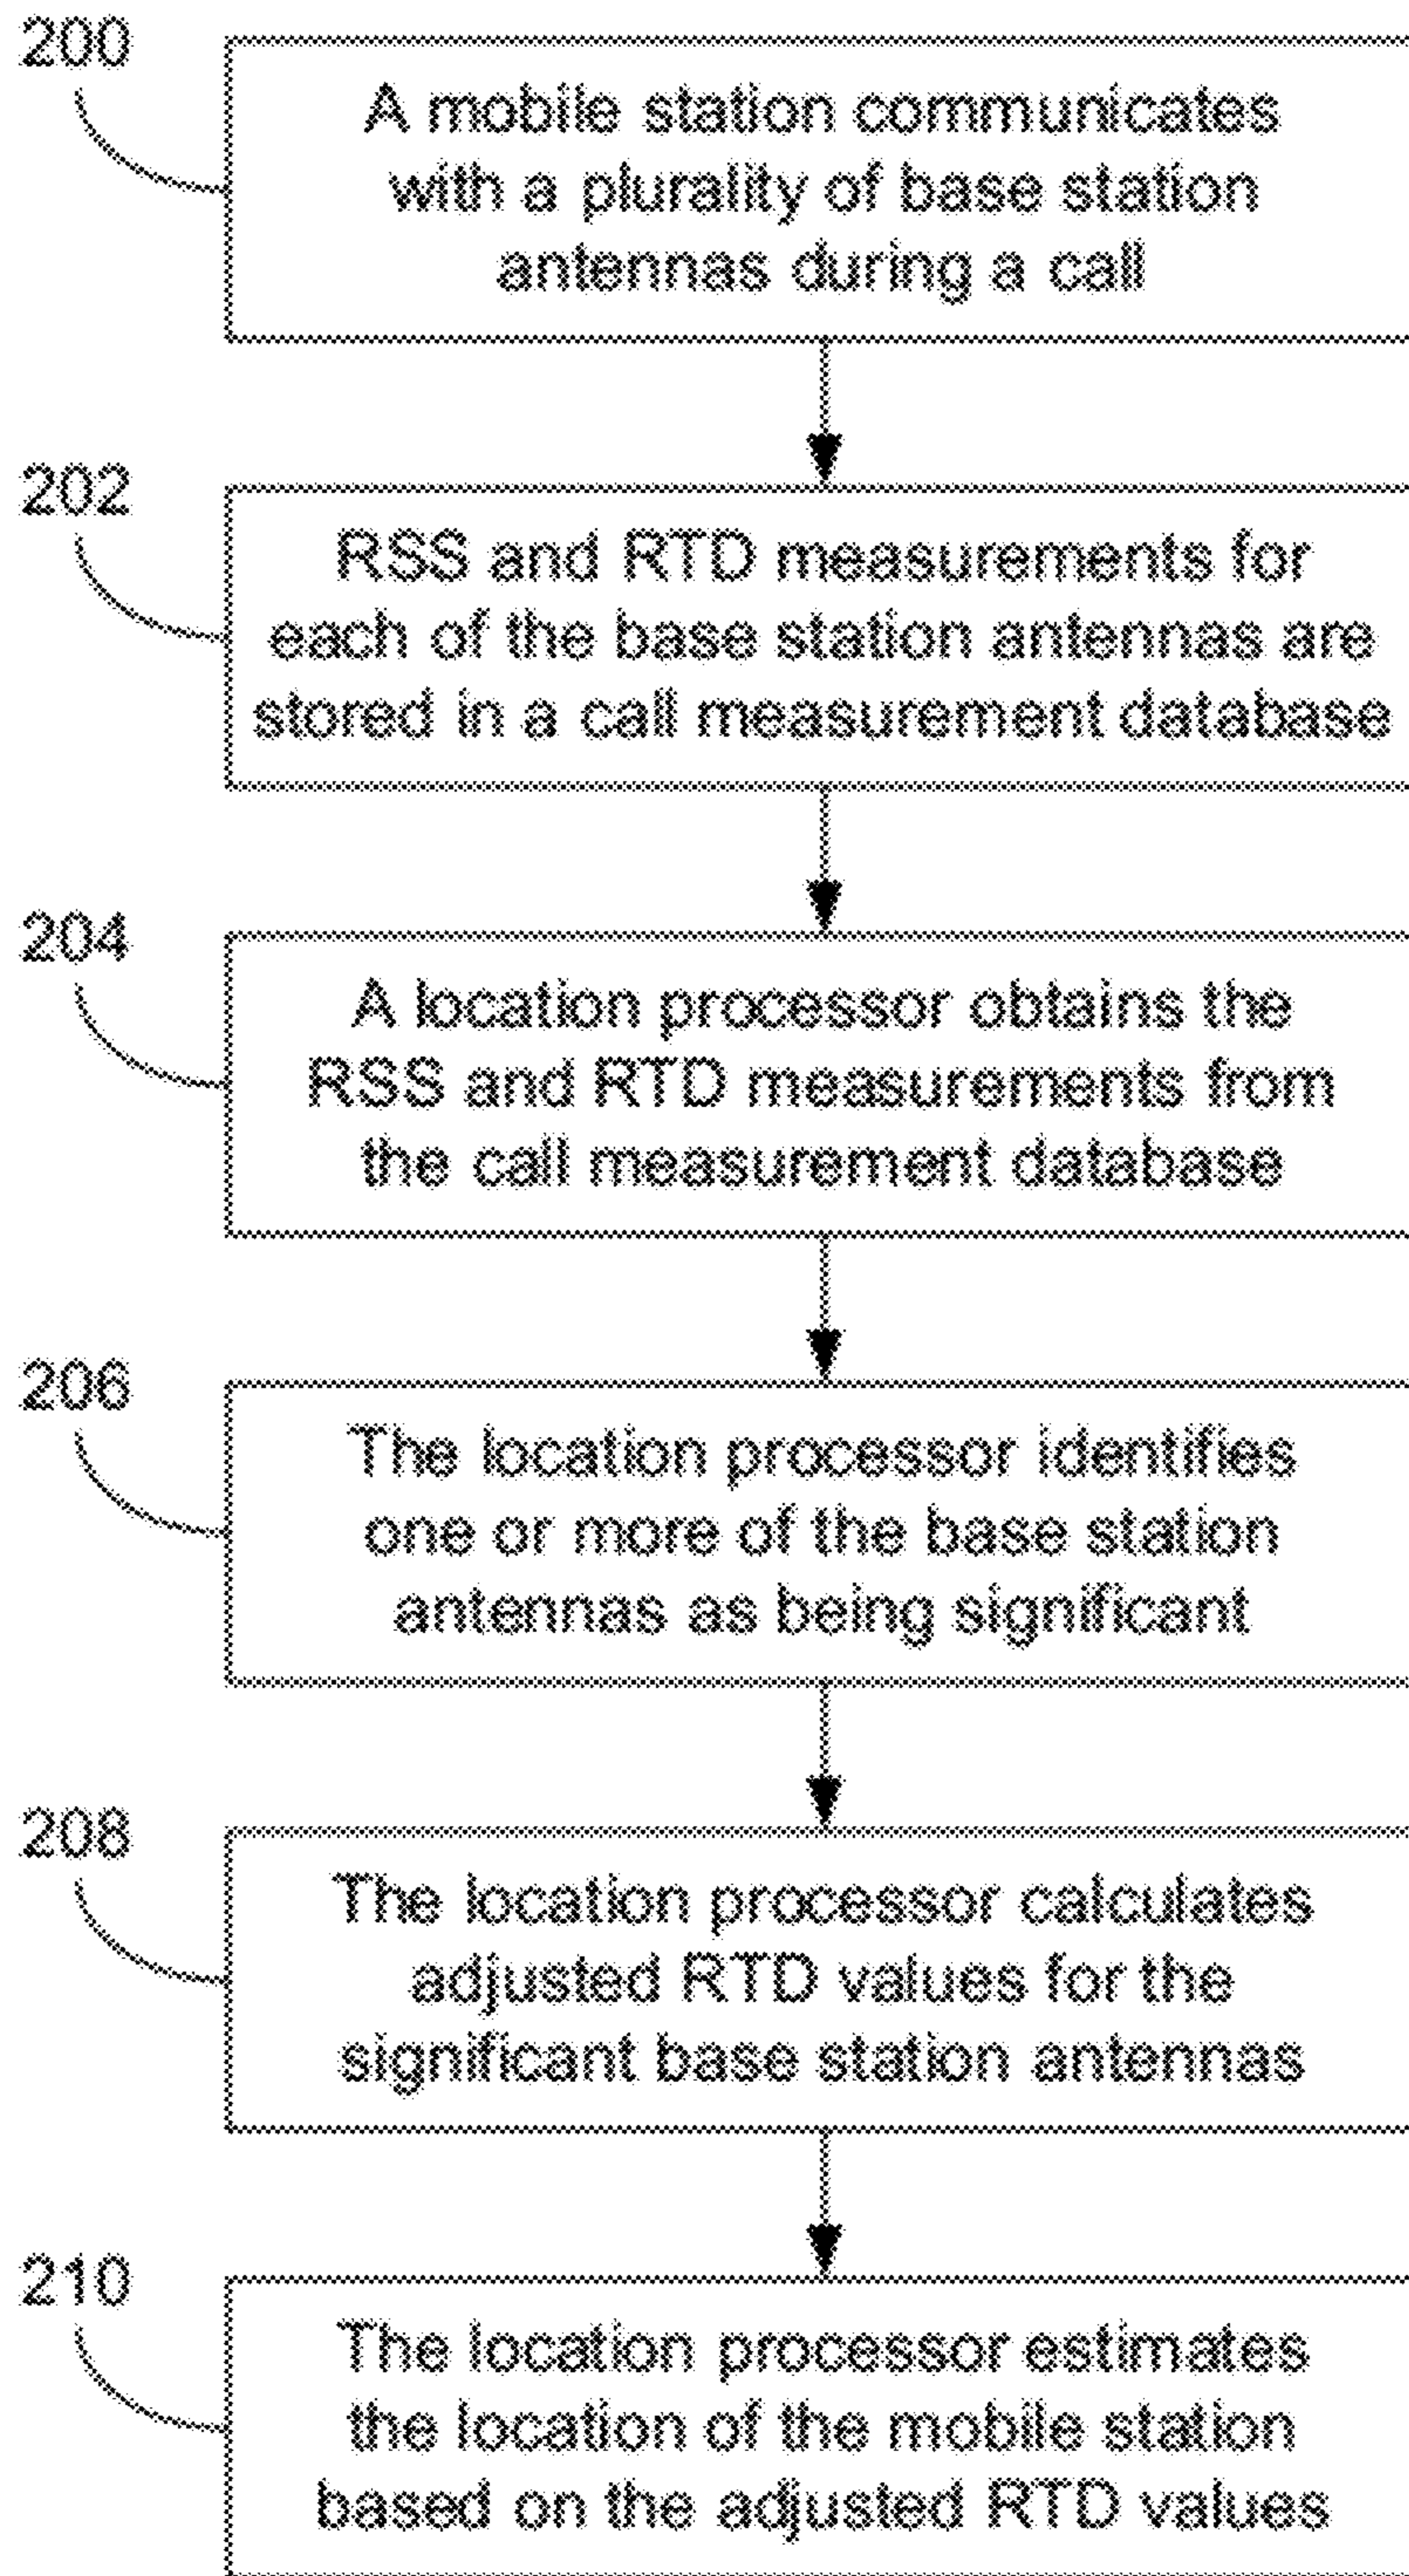 200
A mobile station communicates
with a plurality of base station
antennas during a call
202
RSS and RTD measurements for
each of the base station antennas are
stored in a call measurement database
204
A location processor obtains the
RSS and RTD measurements from
the call measurement database
206
The location processor identifies
one or more of the base station
antennas as being significant
208
The location processor calculates
adjusted RTD values for the
significant base station antennas
210
The location processor estimates
the location of the mobile station
based on the adjusted RTD values